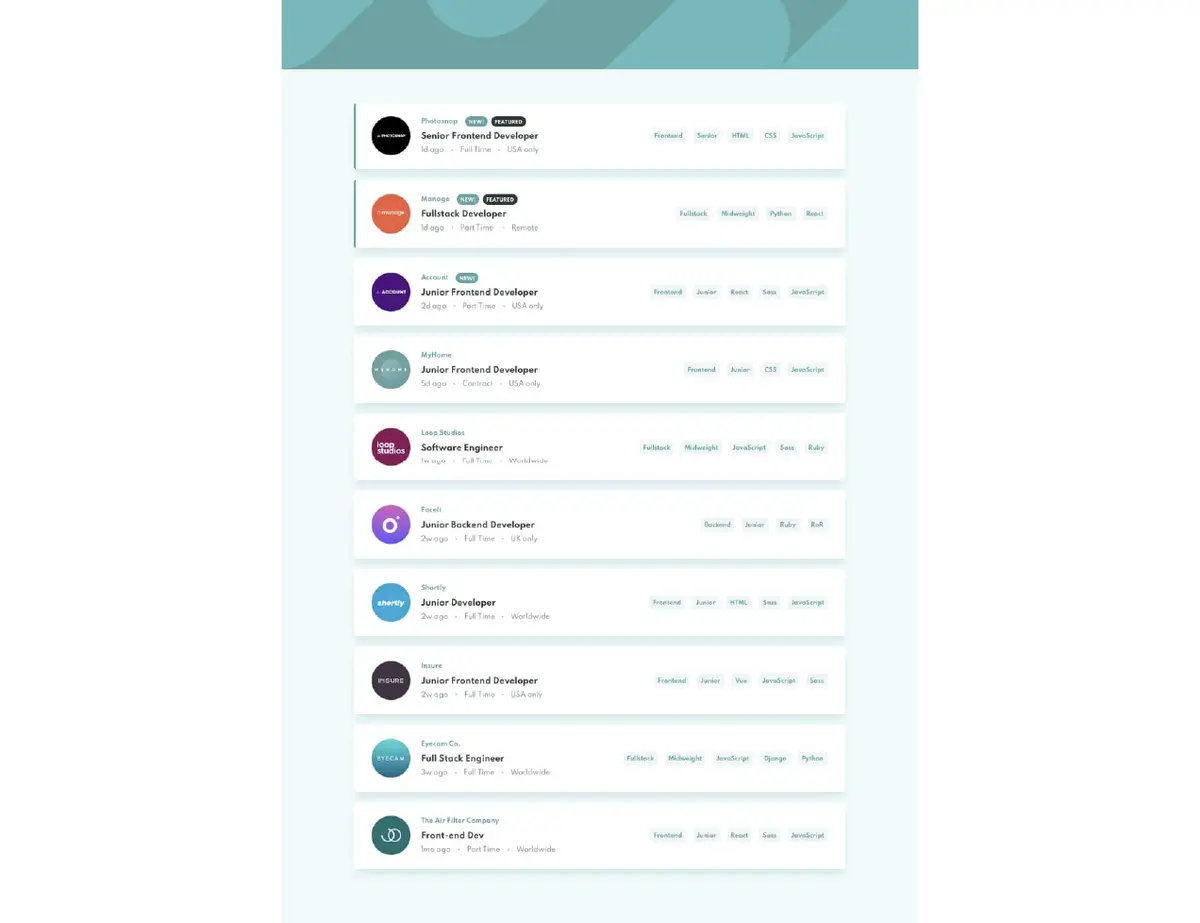 PHOTOSNAP
Photosnap NEW! FEATURED
Senior Frontend Developer
1d ago • Full Time • USA only
Frontend Senior HTML CSS JavaScript
manage
Manage NEW! FEATURED
Fullstack Developer
1d ago • Part Time • Remote
Fullstack Midweight Python React
ACCOUNT
Account NEW!
Junior Frontend Developer
2d ago • Part Time • USA only
Frontend Junior React Sass JavaScript
MYHOME
MyHome
Junior Frontend Developer
5d ago • Contract • USA only
Frontend Junior CSS JavaScript
loop
studios
Loop Studios
Software Engineer
1w ago • Full Time • Worldwide
Fullstack Midweight JavaScript Sass Ruby
FaceIt
Junior Backend Developer
2w ago • Full Time • UK only
Backend Junior Ruby RoR
shortly
Shortly
Junior Developer
2w ago • Full Time • Worldwide
Frontend Junior HTML Sass JavaScript
INSURE
Insure
Junior Frontend Developer
2w ago • Full Time • USA only
Frontend Junior Vue JavaScript Sass
EYECAM
Eyecam Co.
Full Stack Engineer
3w ago • Full Time • Worldwide
Fullstack Midweight JavaScript Django Python
The Air Filter Company
Front-end Dev
1mo ago • Part Time • Worldwide
Frontend Junior React Sass JavaScript